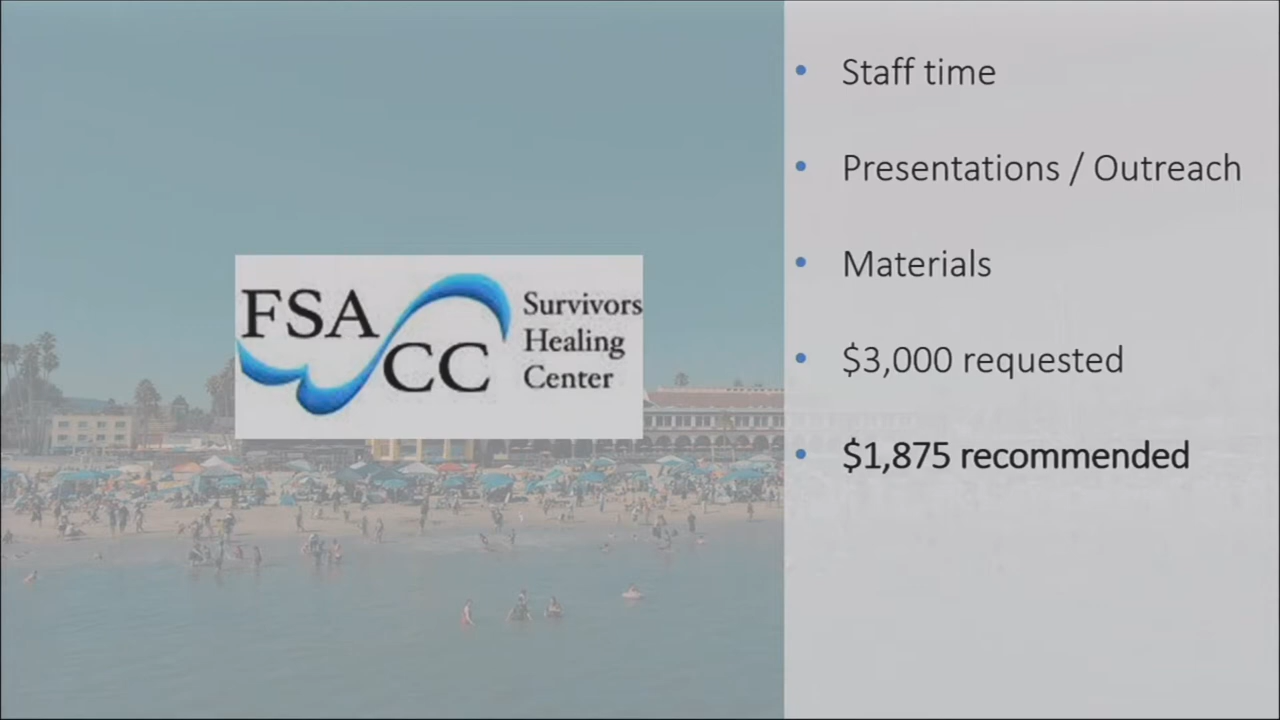 FSA
CC
Survivors
Healing
Center
• Staff time
• Presentations / Outreach
• Materials
• $3,000 requested
• $1,875 recommended